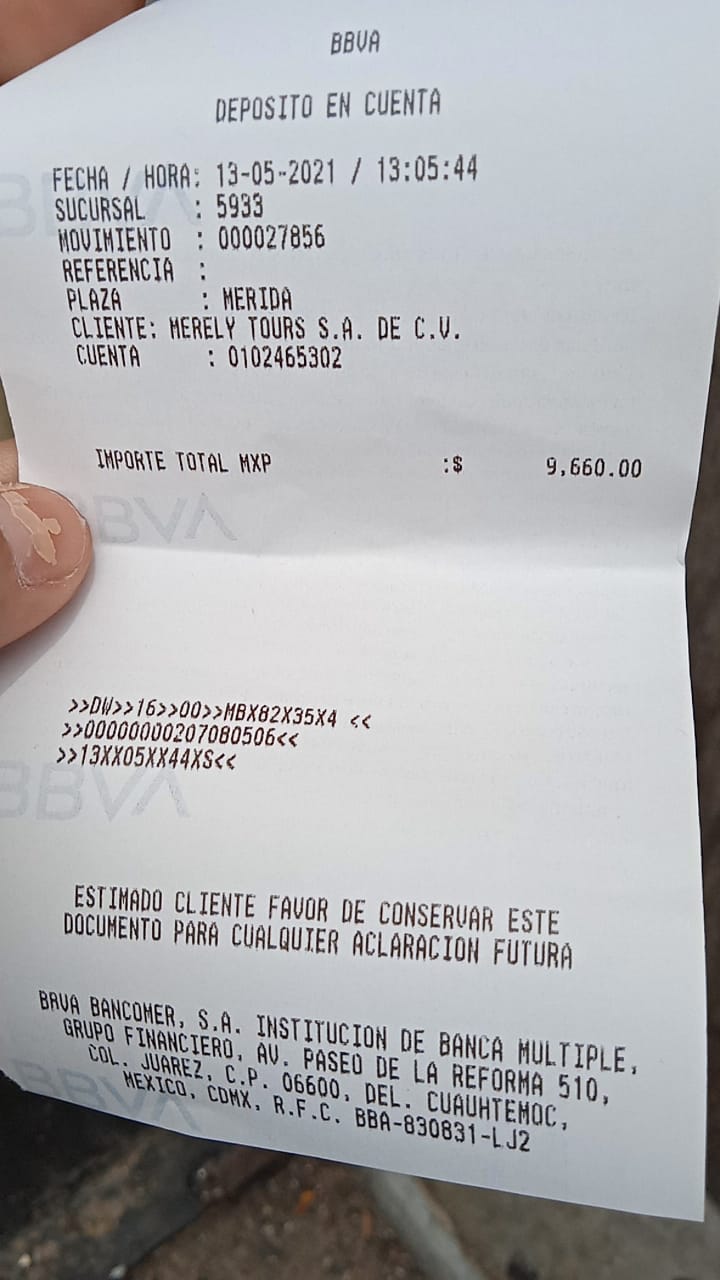 BBVA
DEPOSITO EN CUENTA
FECHA / HORA: 13-05-2021 / 13:05:44
SUCURSAL : 5933
MOVIMIENTO : 000027856
REFERENCIA :
PLAZA : MERIDA
CLIENTE: MERELY TOURS S.A. DE C.V.
CUENTA : 0102465302
IMPORTE TOTAL MXP :$ 9,660.00
BBVA
>>DW>>16>>00>>MBX82X35X4 <<
>>00000000207080506<<
>>13XX05XX44XS<<
BBVA
ESTIMADO CLIENTE FAVOR DE CONSERVAR ESTE
DOCUMENTO PARA CUALQUIER ACLARACION FUTURA
BBVA BANCOMER, S.A. INSTITUCION DE BANCA MULTIPLE,
GRUPO FINANCIERO, AV. PASEO DE LA REFORMA 510,
COL. JUAREZ, C.P. 06600, DEL. CUAUHTEMOC,
MEXICO, CDMX, R.F.C. BBA-830831-LJ2
BBVA